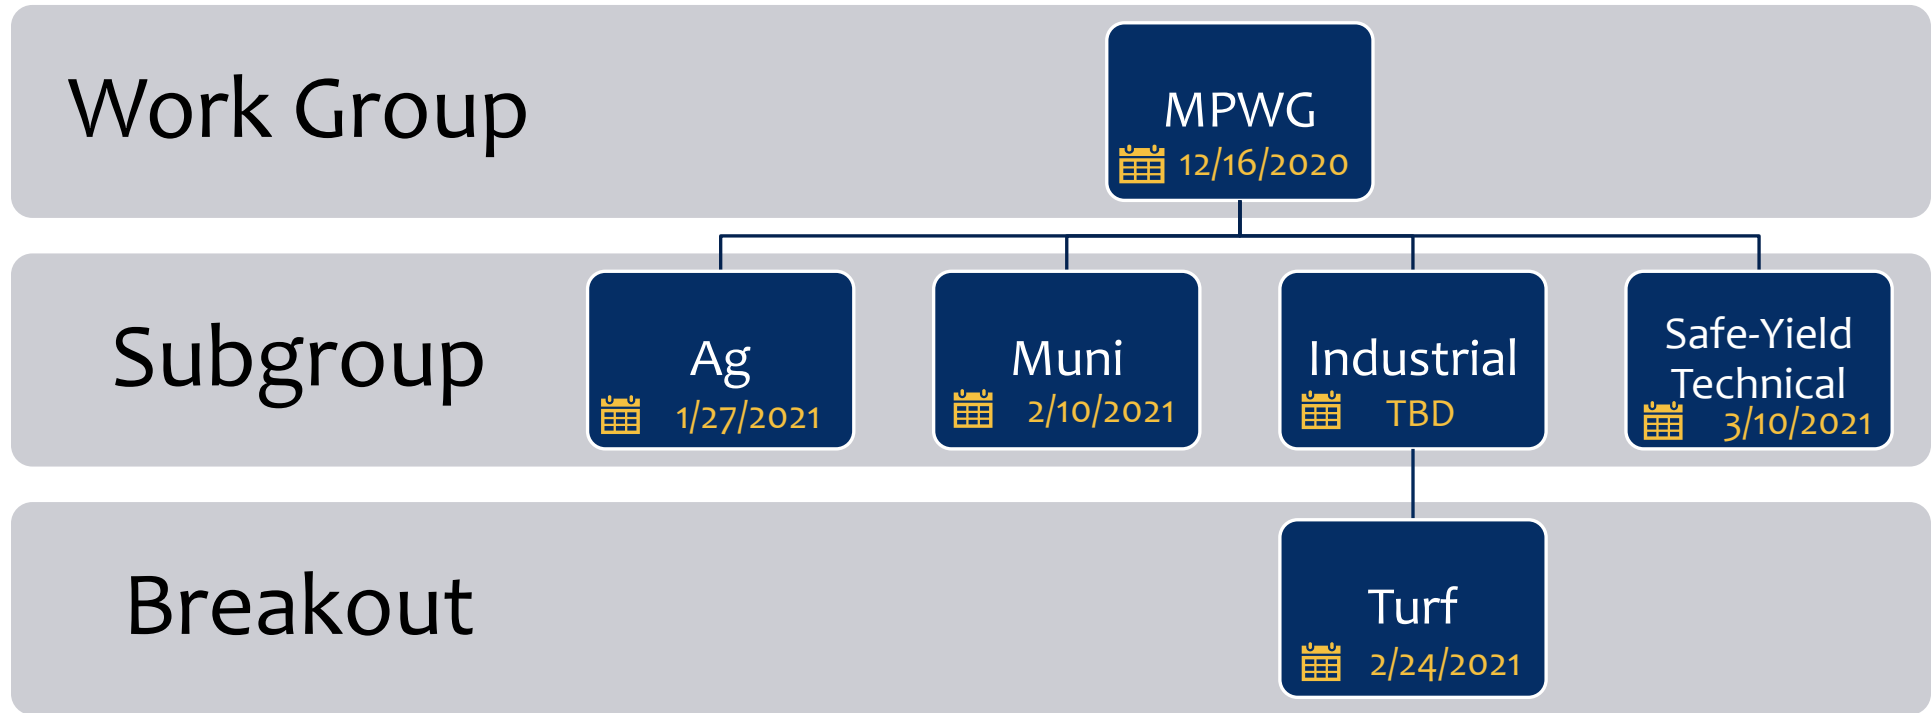 Work Group
MPWG
12/16/2020
Subgroup
Ag
1/27/2021
Muni
2/10/2021
Industrial
TBD
Safe-Yield
Technical
3/10/2021
Breakout
Turf
2/24/2021